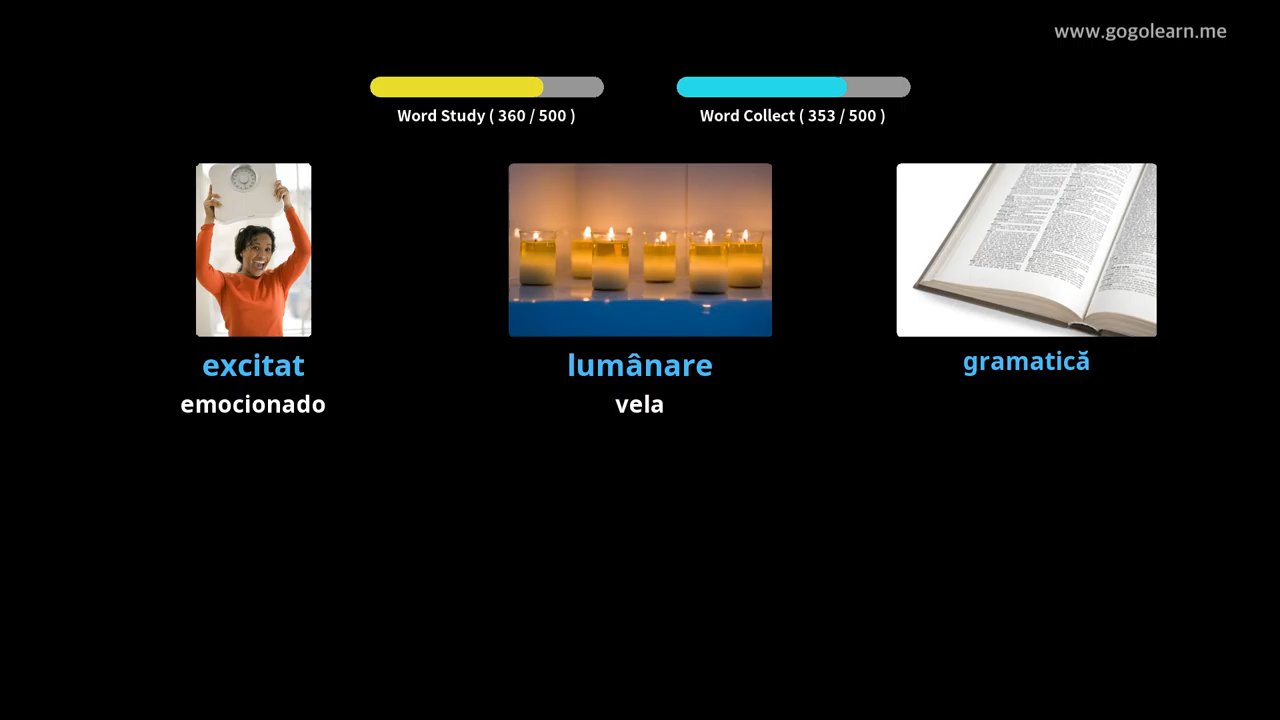 www.gogolearn.me
Word Study ( 360 / 500 )
Word Collect ( 353 / 500 )
excitat
lumânare
gramatică
emocionado
vela